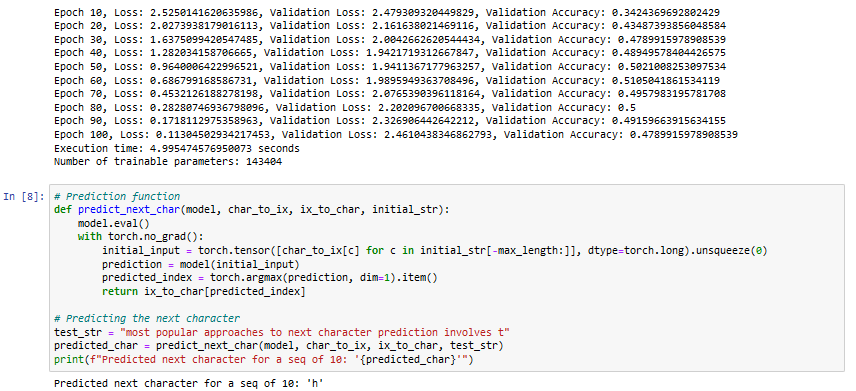 Epoch 10, Loss: 2.5250141620635986, Validation Loss: 2.479309320449829, Validation Accuracy: 0.3424369692802429
Epoch 20, Loss: 2.0273938179016113, Validation Loss: 2.161638021469116, Validation Accuracy: 0.43487393856048584
Epoch 30, Loss: 1.6375099420547485, Validation Loss: 2.0042662620544434, Validation Accuracy: 0.4789915978908539
Epoch 40, Loss: 1.282034158706665, Validation Loss: 1.9421719312667847, Validation Accuracy: 0.48949578404426575
Epoch 50, Loss: 0.9640006422996521, Validation Loss: 1.9411367177963257, Validation Accuracy: 0.5021008253097534
Epoch 60, Loss: 0.686799168586731, Validation Loss: 1.9895949363708496, Validation Accuracy: 0.5105041861534119
Epoch 70, Loss: 0.4532126188278198, Validation Loss: 2.0765390396118164, Validation Accuracy: 0.4957983195781708
Epoch 80, Loss: 0.28280746936798096, Validation Loss: 2.202096700668335, Validation Accuracy: 0.5
Epoch 90, Loss: 0.1718112975358963, Validation Loss: 2.326906442642212, Validation Accuracy: 0.49159663915634155
Epoch 100, Loss: 0.11304502934217453, Validation Loss: 2.4610438346862793, Validation Accuracy: 0.4789915978908539
Execution time: 4.995474576950073 seconds
Number of trainable parameters: 143404
In [8]: # Prediction function
def predict_next_char(model, char_to_ix, ix_to_char, initial_str):
    model.eval()
    with torch.no_grad():
        initial_input = torch.tensor([char_to_ix[c] for c in initial_str[-max_length:]], dtype=torch.long).unsqueeze(0)
        prediction = model(initial_input)
        predicted_index = torch.argmax(prediction, dim=1).item()
        return ix_to_char[predicted_index]

# Predicting the next character
test_str = "most popular approaches to next character prediction involves t"
predicted_char = predict_next_char(model, char_to_ix, ix_to_char, test_str)
print(f"Predicted next character for a seq of 10: '{predicted_char}'")
Predicted next character for a seq of 10: 'h'